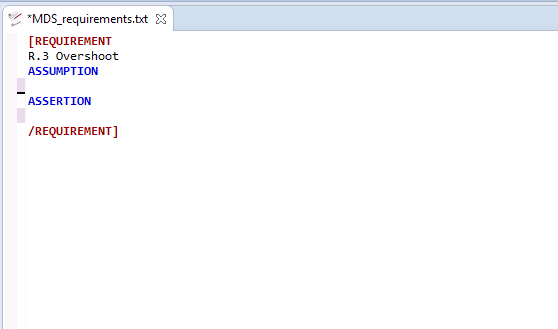 *MDS_requirements.txt
[REQUIREMENT
R.3 Overshoot
ASSUMPTION
ASSERTION
/REQUIREMENT]